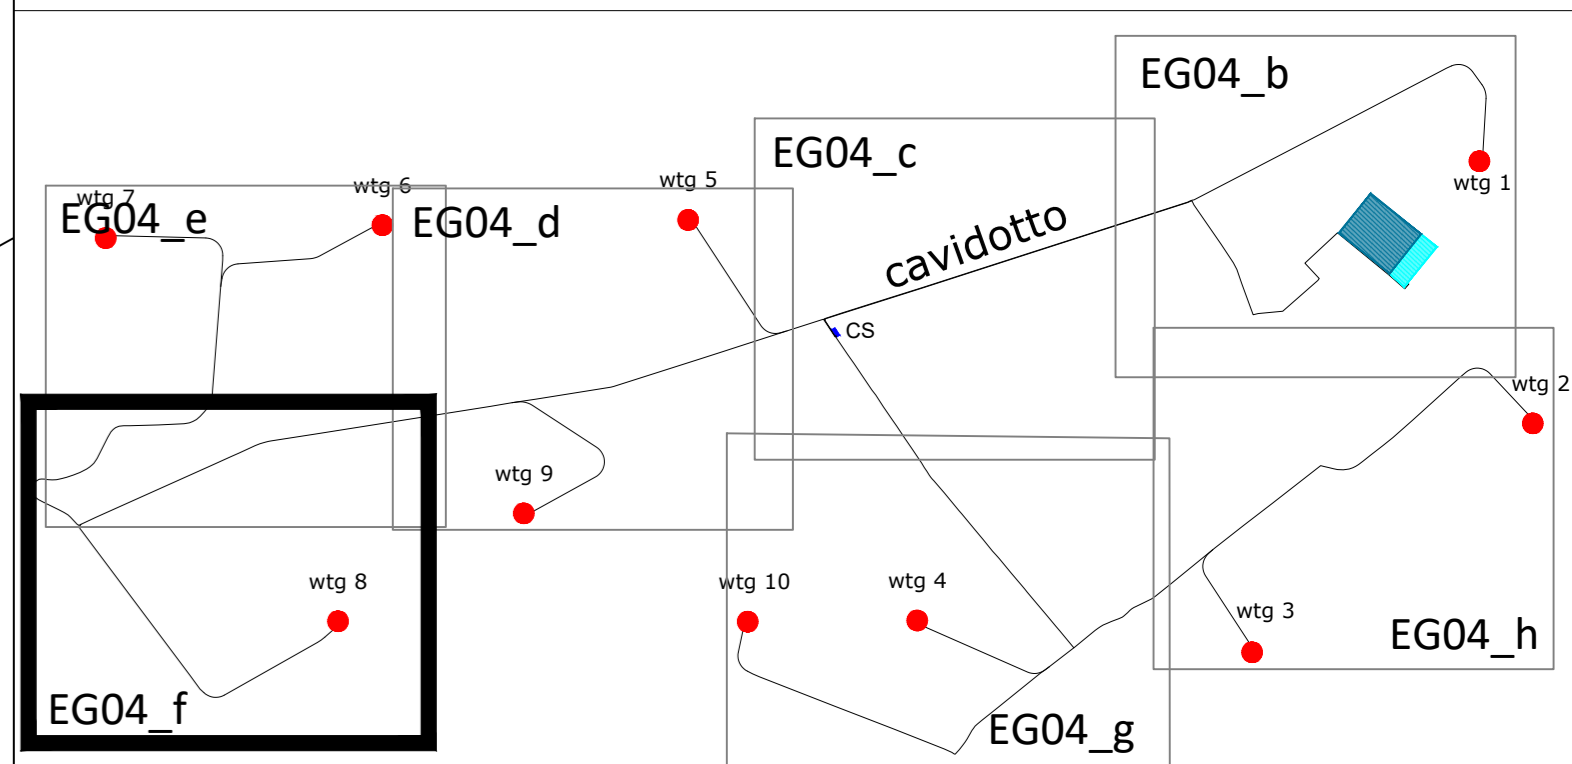 EG04_b
EG04_c
wtg 1
wtg 5
wtg 6
wtg 7
EG04_e
EG04_d
cavidotto
CS
wtg 2
wtg 9
wtg 8
wtg 10
wtg 4
wtg 3
EG04_h
EG04_f
EG04_g